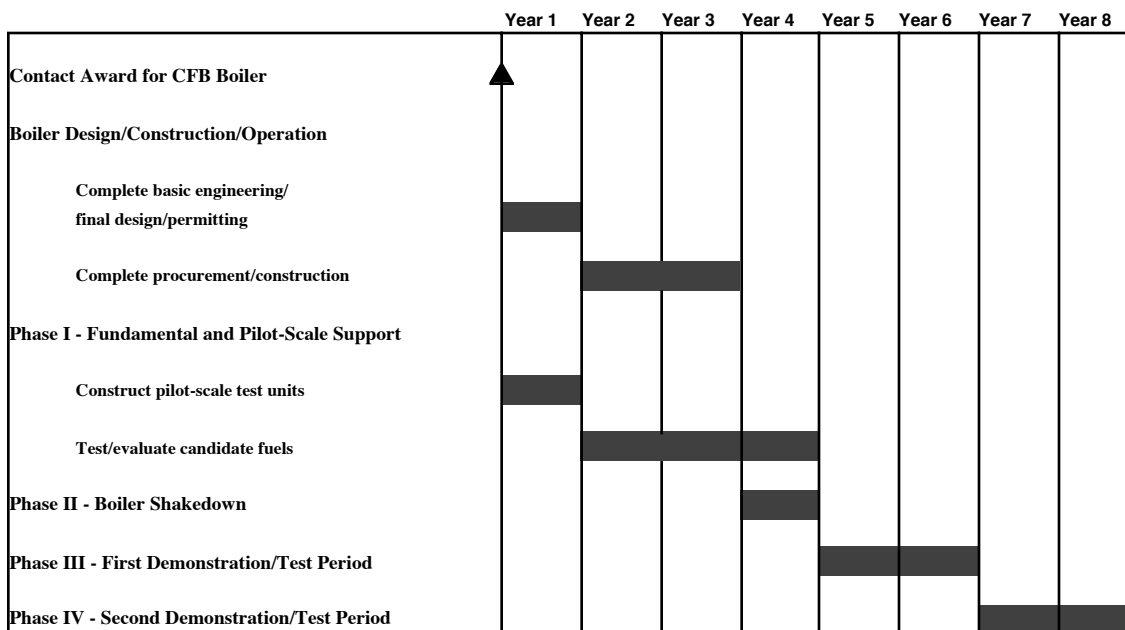 Year 1 Year 2 Year 3 Year 4 Year 5 Year 6 Year 7 Year 8
Contact Award for CFB Boiler
Boiler Design/Construction/Operation
Complete basic engineering/
final design/permitting
Complete procurement/construction
Phase I - Fundamental and Pilot-Scale Support
Construct pilot-scale test units
Test/evaluate candidate fuels
Phase II - Boiler Shakedown
Phase III - First Demonstration/Test Period
Phase IV - Second Demonstration/Test Period